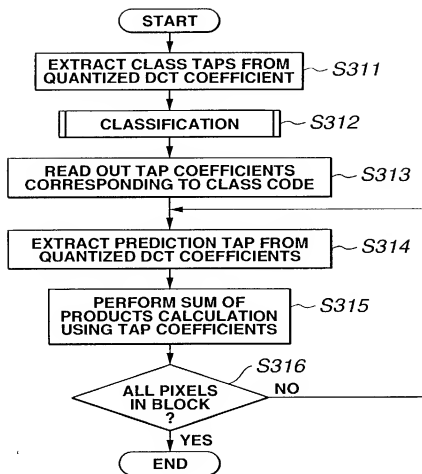 START
EXTRACT CLASS TAPS FROM
QUANTIZED DCT COEFFICIENT
S311
CLASSIFICATION
S312
READ OUT TAP COEFFICIENTS
CORRESPONDING TO CLASS CODE
S313
EXTRACT PREDICTION TAP FROM
QUANTIZED DCT COEFFICIENTS
S314
PERFORM SUM OF
PRODUCTS CALCULATION
USING TAP COEFFICIENTS
S315
S316
ALL PIXELS
IN BLOCK
?
NO
YES
END